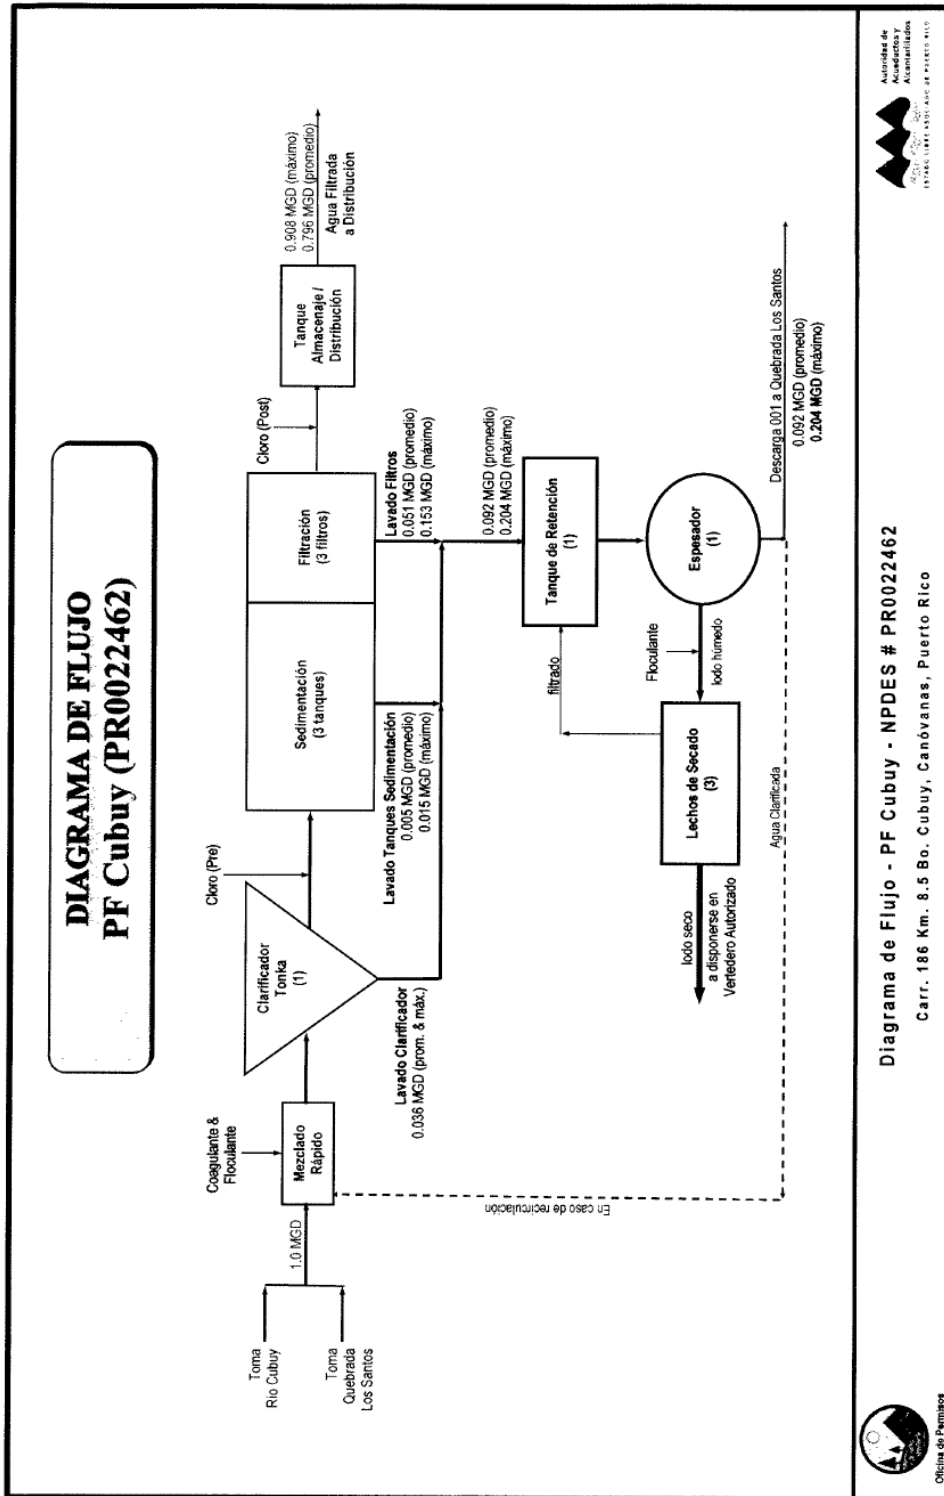 DIAGRAMA DE FLUJO
PF Cubuy (PR0022462)
Toma
Río Cubuy
Toma
Quebrada
Los Santos
1.0 MGD
Coagulante &
Floculante
Mezclado
Rápido
Clarificador
Tonka
(1)
Cloro (Pre)
Sedimentación
(3 tanques)
Filtración
(3 filtros)
Cloro (Post)
Tanque
Almacenaje /
Distribución
0.908 MGD (máximo)
0.796 MGD (promedio)
Agua Filtrada
a Distribución
Lavado Clarificador
0.036 MGD (prom. & máx.)
Lavado Tanques Sedimentación
0.005 MGD (promedio)
0.015 MGD (máximo)
Lavado Filtros
0.051 MGD (promedio)
0.153 MGD (máximo)
0.092 MGD (promedio)
0.204 MGD (máximo)
Tanque de Retención
(1)
filtrado
Espesador
(1)
Floculante
lodo húmedo
Lechos de Secado
(3)
lodo seco
a disponerse en
Vertedero Autorizado
Agua Clarificada
En caso de recirculación
Descarga 001 a Quebrada Los Santos
0.092 MGD (promedio)
0.204 MGD (máximo)
Oficina de Permisos
Diagrama de Flujo - PF Cubuy - NPDES # PR0022462
Carr. 186 Km. 8.5 Bo. Cubuy, Canóvanas, Puerto Rico
Autoridad de
Acueductos y
Alcantarillados
ESTADO LIBRE ASOCIADO DE PUERTO RICO